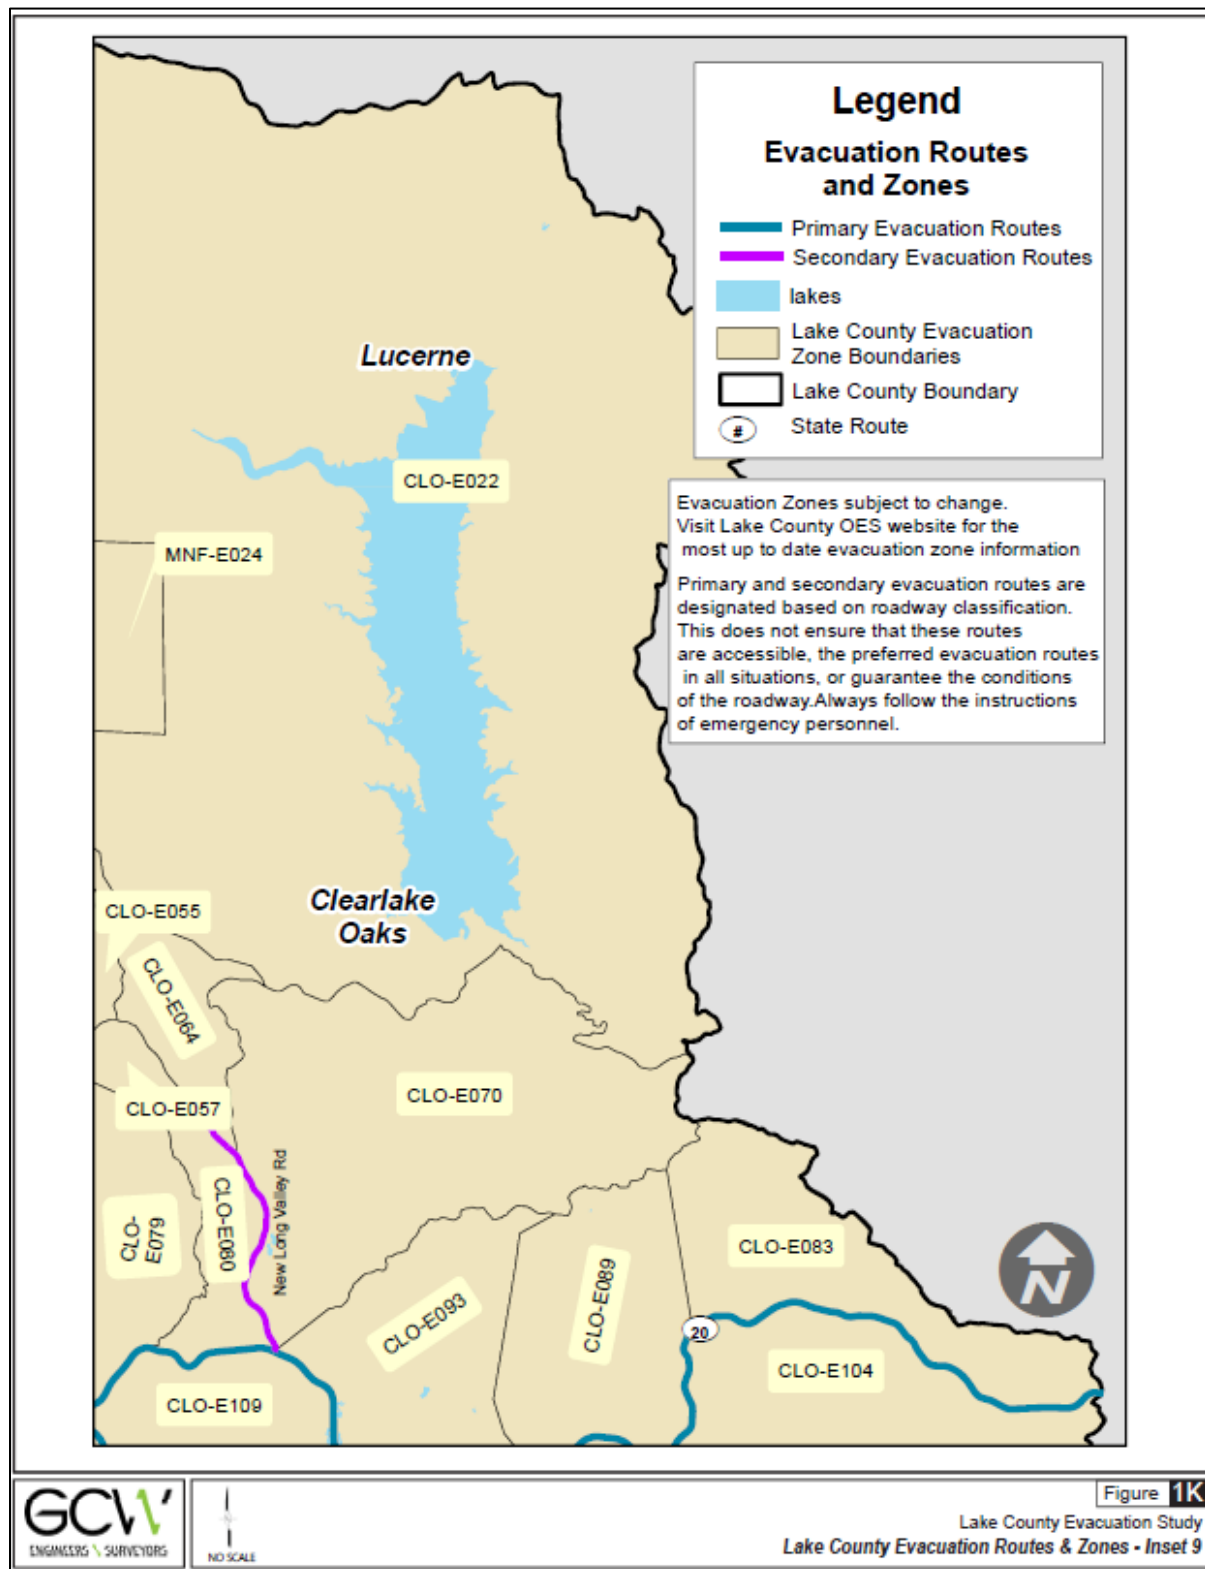 Legend
Evacuation Routes
and Zones
Primary Evacuation Routes
Secondary Evacuation Routes
lakes
Lake County Evacuation
Zone Boundaries
Lake County Boundary
#
State Route
Evacuation Zones subject to change.
Visit Lake County OES website for the
most up to date evacuation zone information
Primary and secondary evacuation routes are
designated based on roadway classification.
This does not ensure that these routes
are accessible, the preferred evacuation routes
in all situations, or guarantee the conditions
of the roadway.Always follow the instructions
of emergency personnel.
Lucerne
CLO-E022
MNF-E024
Clearlake
Oaks
CLO-E055
CLO-E064
CLO-E070
CLO-E057
New Long Valley Rd
CLO-
E079
CLO-E080
CLO-E083
CLO-E089
CLO-E093
20
CLO-E104
CLO-E109
N
GCW
ENGINEERS \ SURVEYORS
NO SCALE
Figure 1K
Lake County Evacuation Study
Lake County Evacuation Routes & Zones - Inset 9